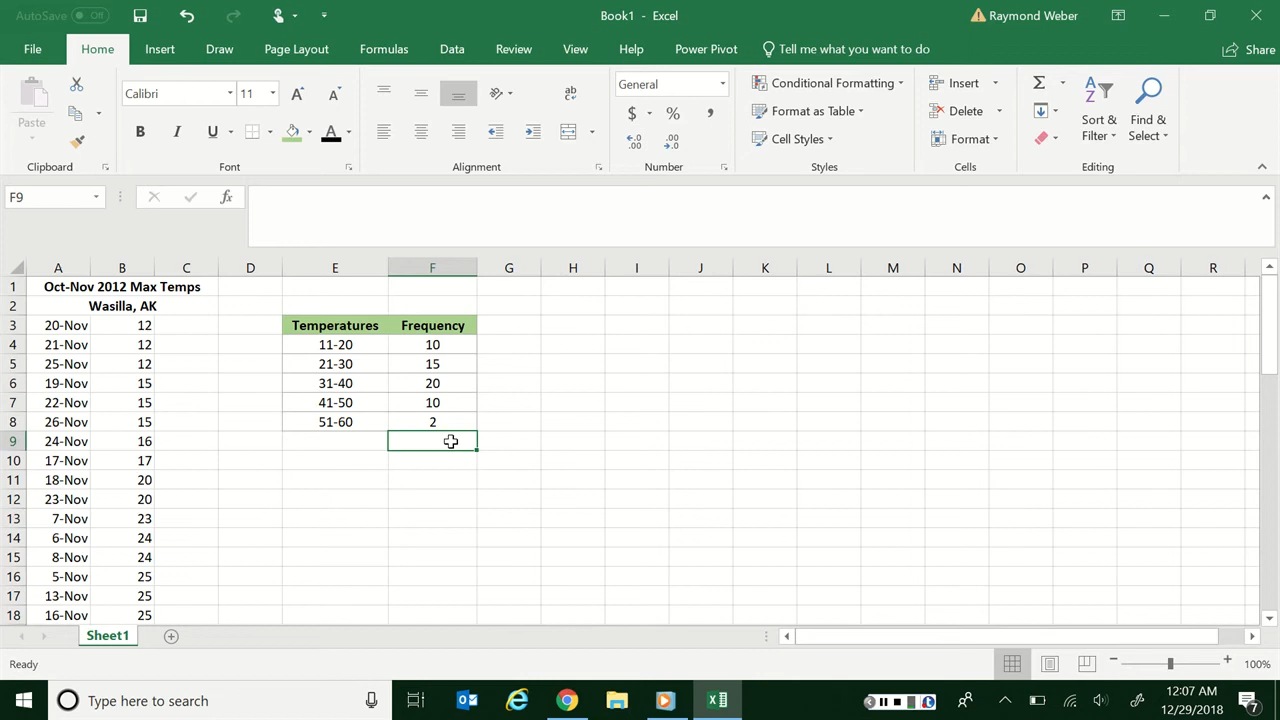 AutoSave Off
Book1 - Excel
Raymond Weber
File Home Insert Draw Page Layout Formulas Data Review View Help Power Pivot Tell me what you want to do Share
Paste
Clipboard
Calibri 11
B I U A
Font
Alignment
General
$ % ,
Number
Conditional Formatting
Format as Table
Cell Styles
Styles
Insert
Delete
Format
Cells
Sort & Filter
Find & Select
Editing
F9 fx
A B C D E F G H I J K L M N O P Q R
1 Oct-Nov 2012 Max Temps
2 Wasilla, AK
3 20-Nov 12 Temperatures Frequency
4 21-Nov 12 11-20 10
5 25-Nov 12 21-30 15
6 19-Nov 15 31-40 20
7 22-Nov 15 41-50 10
8 26-Nov 15 51-60 2
9 24-Nov 16
10 17-Nov 17
11 18-Nov 20
12 23-Nov 20
13 7-Nov 23
14 6-Nov 24
15 8-Nov 24
16 5-Nov 25
17 13-Nov 25
18 16-Nov 25
Sheet1
Ready 100%
Type here to search
12:07 AM
12/29/2018
7